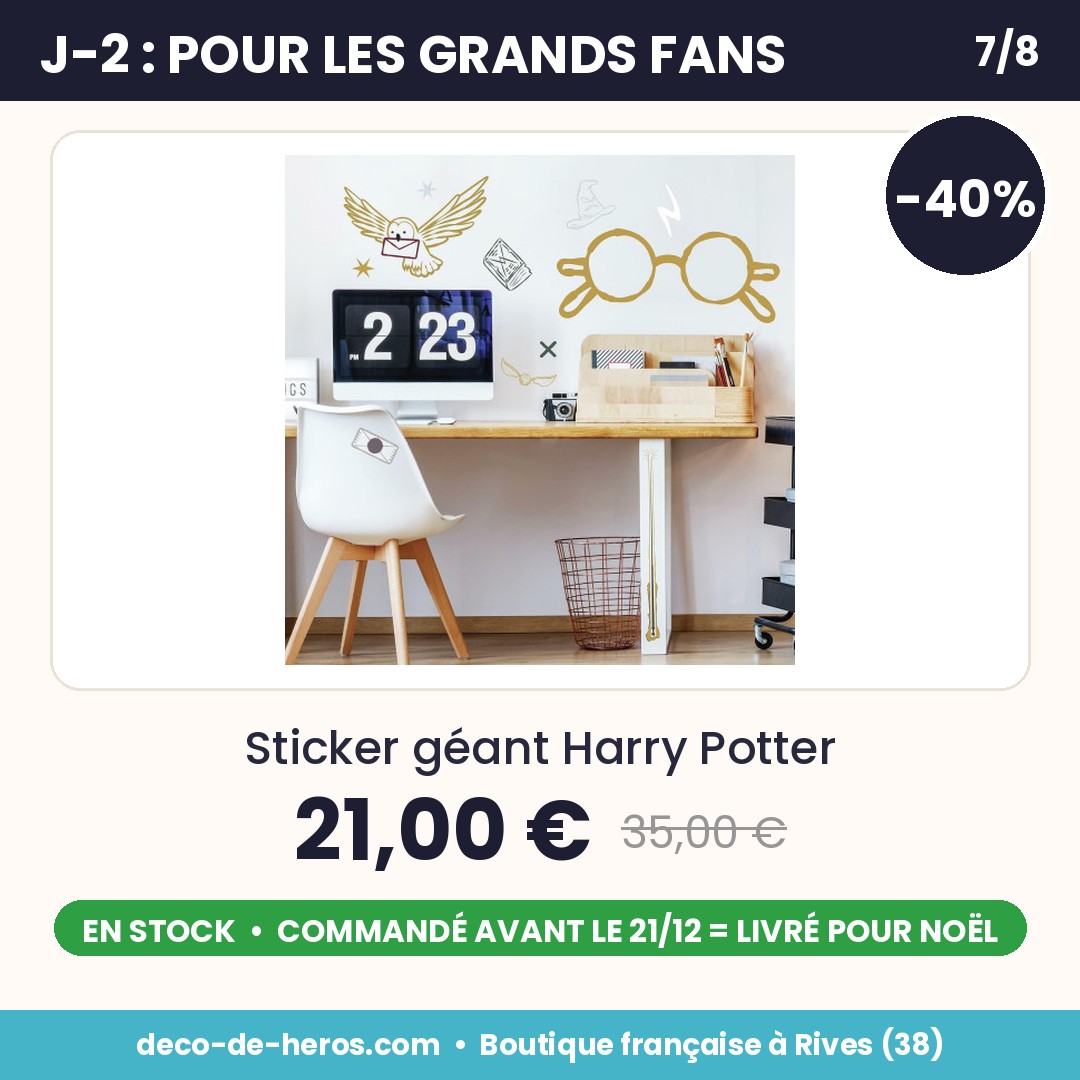 J-2 : POUR LES GRANDS FANS
7/8
-40%
PM 2 23
GS
Sticker géant Harry Potter
21,00 € 35,00 €
EN STOCK • COMMANDÉ AVANT LE 21/12 = LIVRÉ POUR NOËL
deco-de-heros.com • Boutique française à Rives (38)